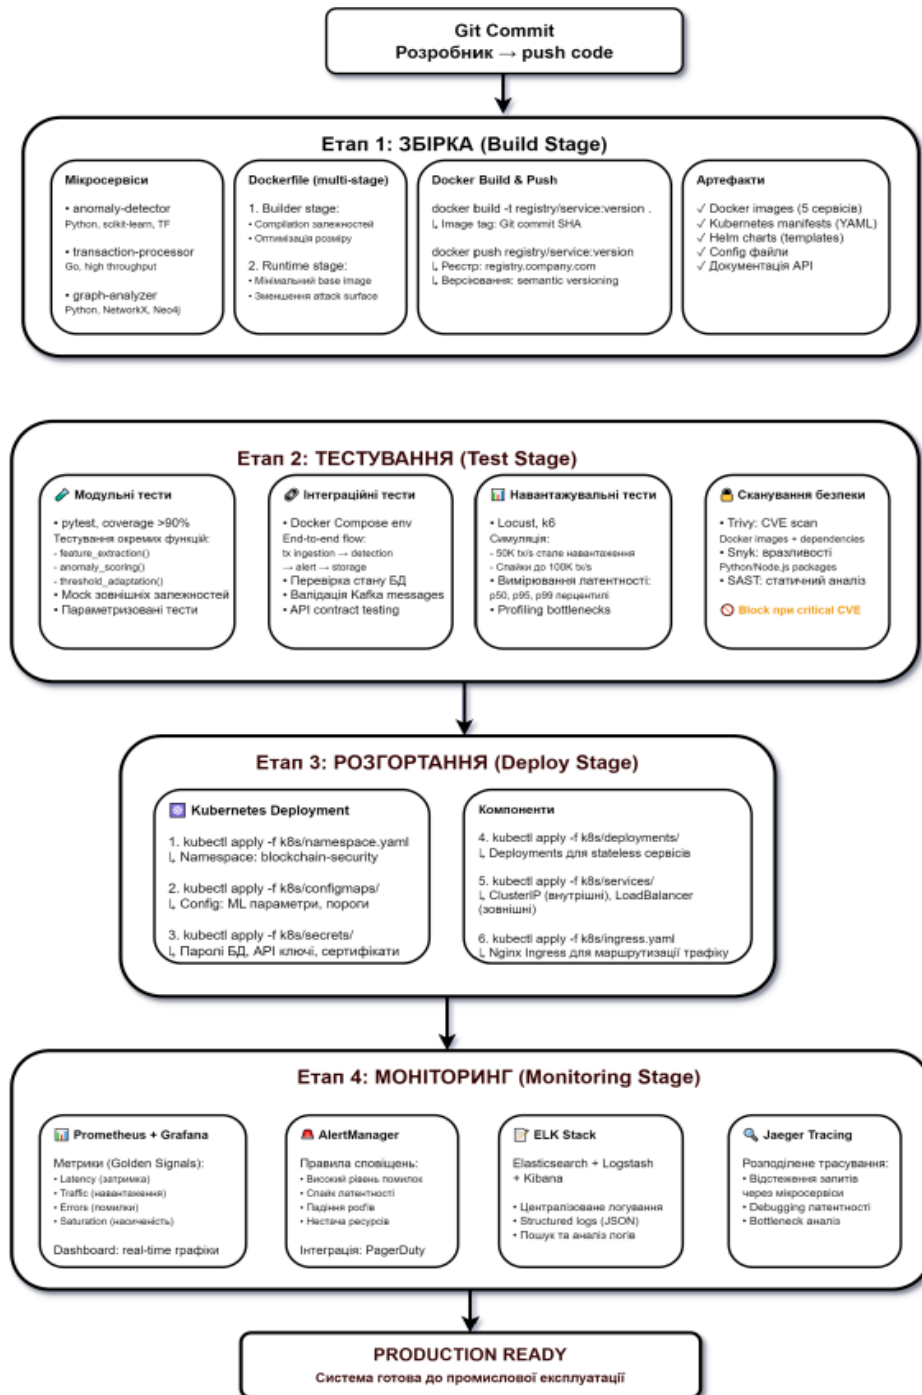 Git Commit
Розробник → push code
Етап 1: ЗБІРКА (Build Stage)
Мікросервіси
• anomaly-detector
Python, scikit-learn, TF
• transaction-processor
Go, high throughput
• graph-analyzer
Python, NetworkX, Neo4j
Dockerfile (multi-stage)
1. Builder stage:
• Compilation залежностей
• Оптимізація розміру
2. Runtime stage:
• Мінімальний base image
• Зменшення attack surface
Docker Build & Push
docker build -t registry/service:version .
↳ Image tag: Git commit SHA
docker push registry/service:version
↳ Реєстр: registry.company.com
↳ Версіювання: semantic versioning
Артефакти
✓ Docker images (5 сервісів)
✓ Kubernetes manifests (YAML)
✓ Helm charts (templates)
✓ Config файли
✓ Документація API
Етап 2: ТЕСТУВАННЯ (Test Stage)
Модульні тести
• pytest, coverage >90%
Тестування окремих функцій:
- feature_extraction()
- anomaly_scoring()
- threshold_adaptation()
• Mock зовнішніх залежностей
• Параметризовані тести
Інтеграційні тести
• Docker Compose env
End-to-end flow:
tx ingestion → detection
→ alert → storage
• Перевірка стану БД
• Валідація Kafka messages
• API contract testing
Навантажувальні тести
• Locust, k6
Симуляція:
- 50K tx/s стале навантаження
- Спайки до 100K tx/s
• Вимірювання латентності:
p50, p95, p99 перцентилі
• Profiling bottlenecks
Сканування безпеки
• Trivy: CVE scan
Docker images + dependencies
• Snyk: вразливості
Python/Node.js packages
• SAST: статичний аналіз
Block при critical CVE
Етап 3: РОЗГОРТАННЯ (Deploy Stage)
Kubernetes Deployment
1. kubectl apply -f k8s/namespace.yaml
↳ Namespace: blockchain-security
2. kubectl apply -f k8s/configmaps/
↳ Config: ML параметри, пороги
3. kubectl apply -f k8s/secrets/
↳ Паролі БД, API ключі, сертифікати
Компоненти
4. kubectl apply -f k8s/deployments/
↳ Deployments для stateless сервісів
5. kubectl apply -f k8s/services/
↳ ClusterIP (внутрішні), LoadBalancer
(зовнішні)
6. kubectl apply -f k8s/ingress.yaml
↳ Nginx Ingress для маршрутизації трафіку
Етап 4: МОНІТОРИНГ (Monitoring Stage)
Prometheus + Grafana
Метрики (Golden Signals):
• Latency (затримка)
• Traffic (навантаження)
• Errors (помилки)
• Saturation (насиченість)
Dashboard: real-time графіки
AlertManager
Правила сповіщень:
• Високий рівень помилок
• Спайк латентності
• Падіння pod'ів
• Нестача ресурсів
Інтеграція: PagerDuty
ELK Stack
Elasticsearch + Logstash
+ Kibana
• Централізоване логування
• Structured logs (JSON)
• Пошук та аналіз логів
Jaeger Tracing
Розподілене трасування:
• Відстеження запитів
через мікросервіси
• Debugging латентності
• Bottleneck аналіз
PRODUCTION READY
Система готова до промислової експлуатації